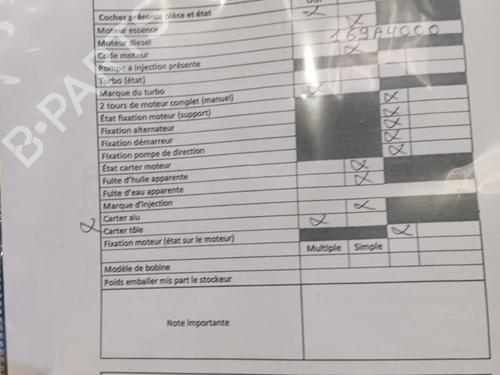 Cocher présence pièce et état
Moteur essence
Moteur diesel
Code moteur 169A4000
Pompe a injection présente
Turbo (état)
Marque du turbo
2 tours de moteur complet (manuel)
État fixation moteur (support)
Fixation alternateur
Fixation démarreur
Fixation pompe de direction
État carter moteur
Fuite d'huile apparente
Fuite d'eau apparente
Marque d'injection
Carter alu
Carter tôle
Fixation moteur (état sur le moteur)
Multiple Simple
Modèle de bobine
Poids emballer mis part le stockeur
Note importante
B-PARTS